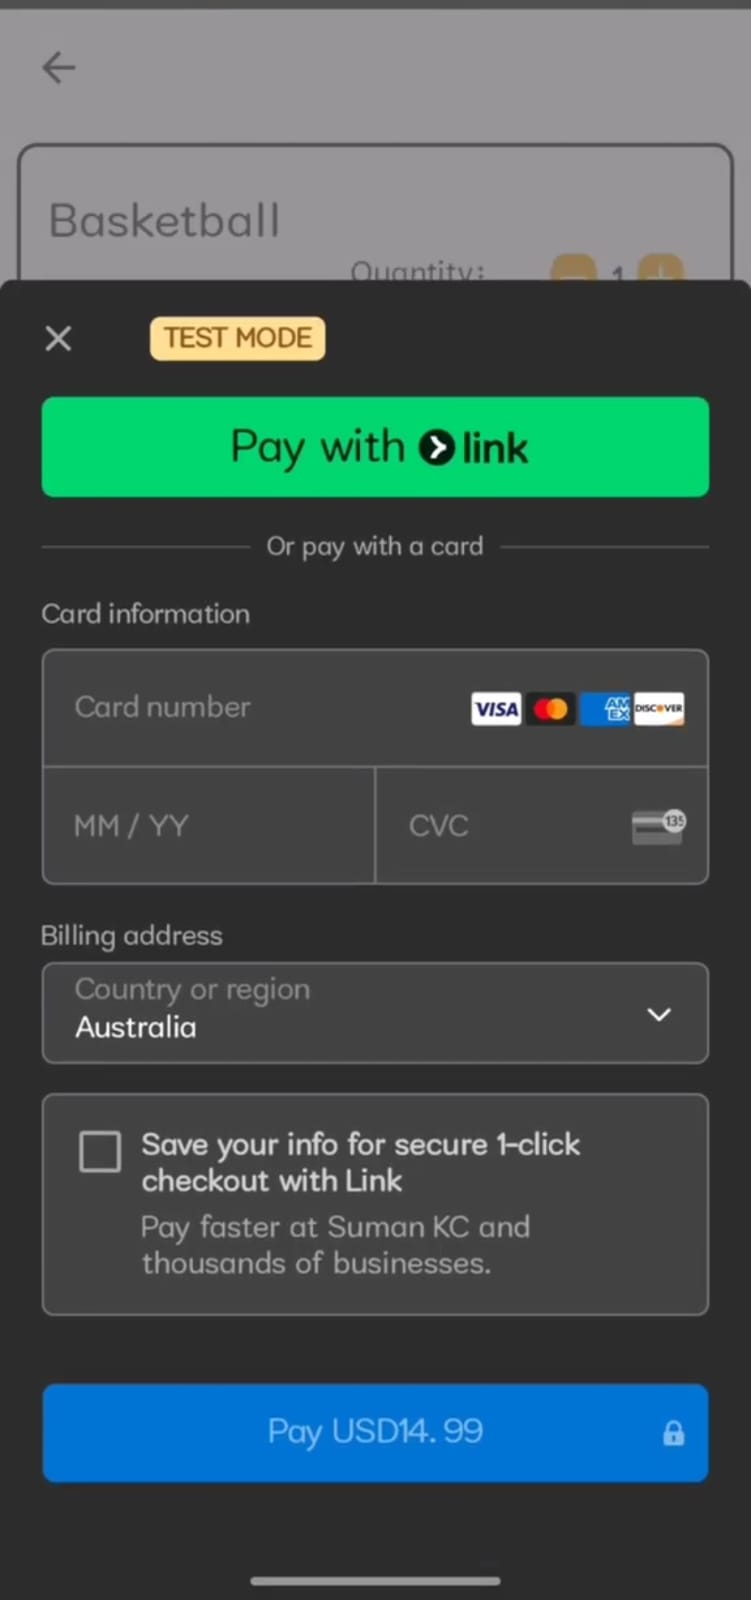 Basketball
Quantity: 1
TEST MODE
Pay with link
Or pay with a card
Card information
Card number VISA AMEX DISCOVER
MM / YY CVC 135
Billing address
Country or region
Australia
Save your info for secure 1-click
checkout with Link
Pay faster at Suman KC and
thousands of businesses.
Pay USD14.99